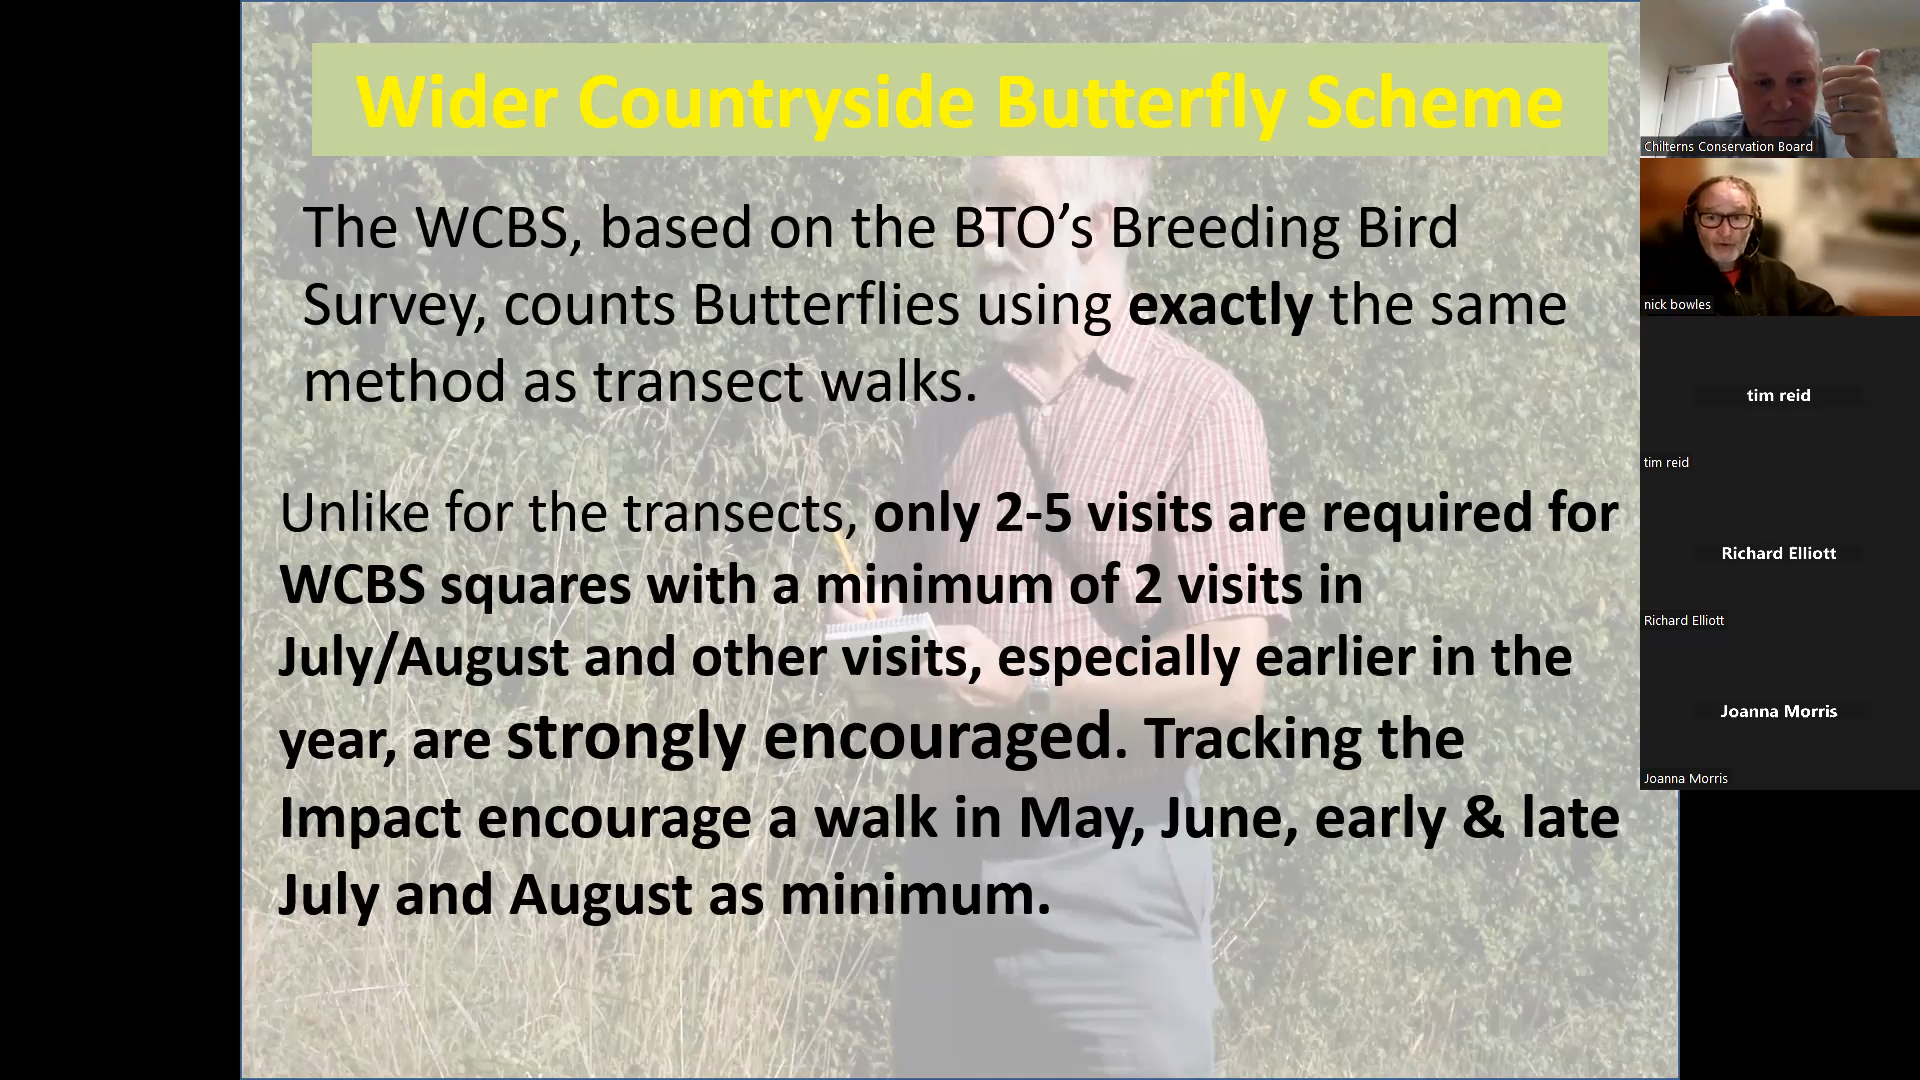 Wider Countryside Butterfly Scheme
The WCBS, based on the BTO’s Breeding Bird
Survey, counts Butterflies using exactly the same
method as transect walks.
Unlike for the transects, only 2-5 visits are required for
WCBS squares with a minimum of 2 visits in
July/August and other visits, especially earlier in the
year, are strongly encouraged. Tracking the
Impact encourage a walk in May, June, early & late
July and August as minimum.
Chilterns Conservation Board
nick bowles
tim reid
tim reid
Richard Elliott
Richard Elliott
Joanna Morris
Joanna Morris